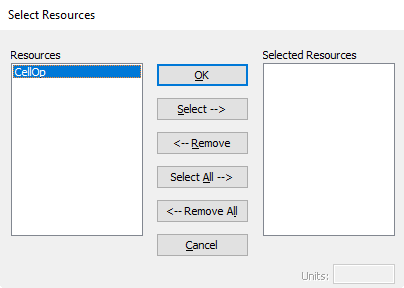 Select Resources
Resources
Selected Resources
CellOp
OK
Select -->
<-- Remove
Select All -->
<-- Remove All
Cancel
Units: